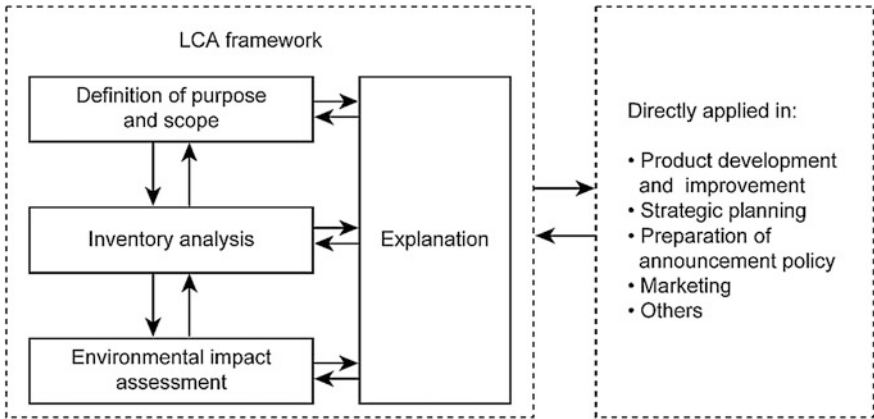 LCA framework
Definition of purpose
and scope
Inventory analysis
Environmental impact
assessment
Explanation
Directly applied in:
• Product development
and improvement
• Strategic planning
• Preparation of
announcement policy
• Marketing
• Others